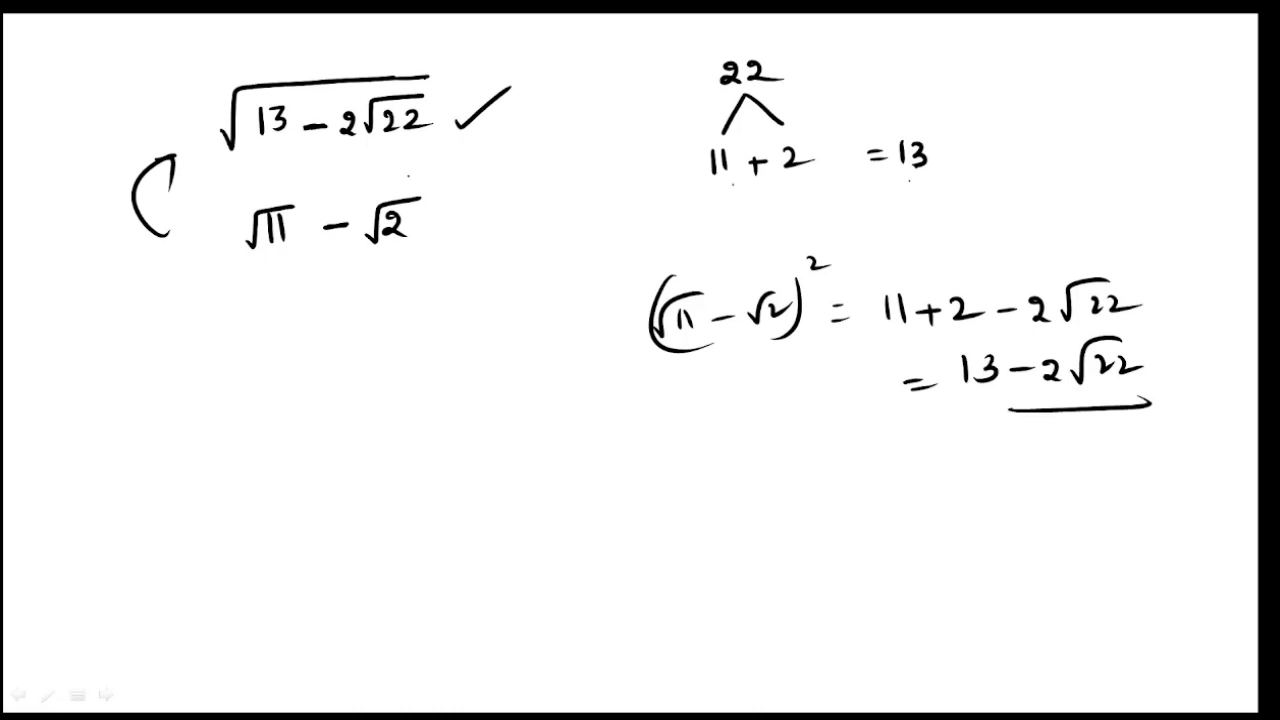 √(13 - 2√22) ✓
√11 - √2
22
11 + 2 = 13
(√11 - √2)² = 11 + 2 - 2√22
= 13 - 2√22